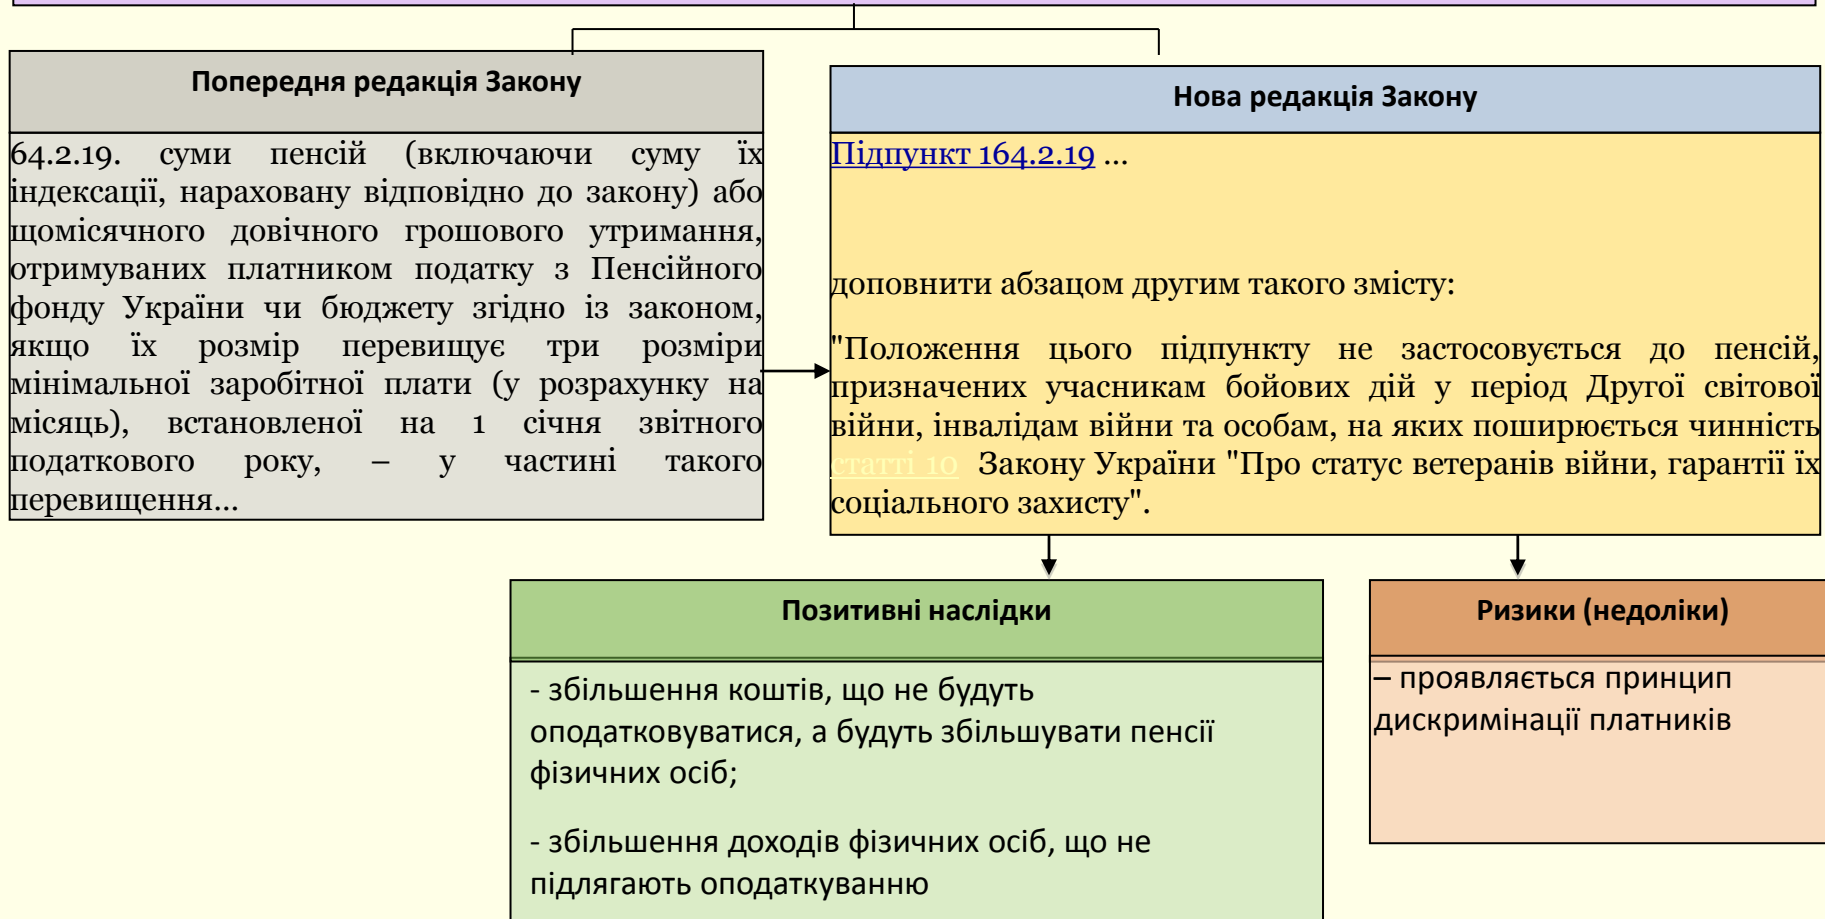 Попередня редакція Закону
64.2.19. суми пенсій (включаючи суму їх
індексації, нараховану відповідно до закону) або
щомісячного довічного грошового утримання,
отримуваних платником податку з Пенсійного
фонду України чи бюджету згідно із законом,
якщо їх розмір перевищує три розміри
мінімальної заробітної плати (у розрахунку на
місяць), встановленої на 1 січня звітного
податкового року, – у частині такого
перевищення...
Нова редакція Закону
Підпункт 164.2.19 ...
доповнити абзацом другим такого змісту:
"Положення цього підпункту не застосовується до пенсій,
призначених учасникам бойових дій у період Другої світової
війни, інвалідам війни та особам, на яких поширюється чинність
статті 10 Закону України "Про статус ветеранів війни, гарантії їх
соціального захисту".
Позитивні наслідки
- збільшення коштів, що не будуть
оподатковуватися, а будуть збільшувати пенсії
фізичних осіб;
- збільшення доходів фізичних осіб, що не
підлягають оподаткуванню
Ризики (недоліки)
– проявляється принцип
дискримінації платників